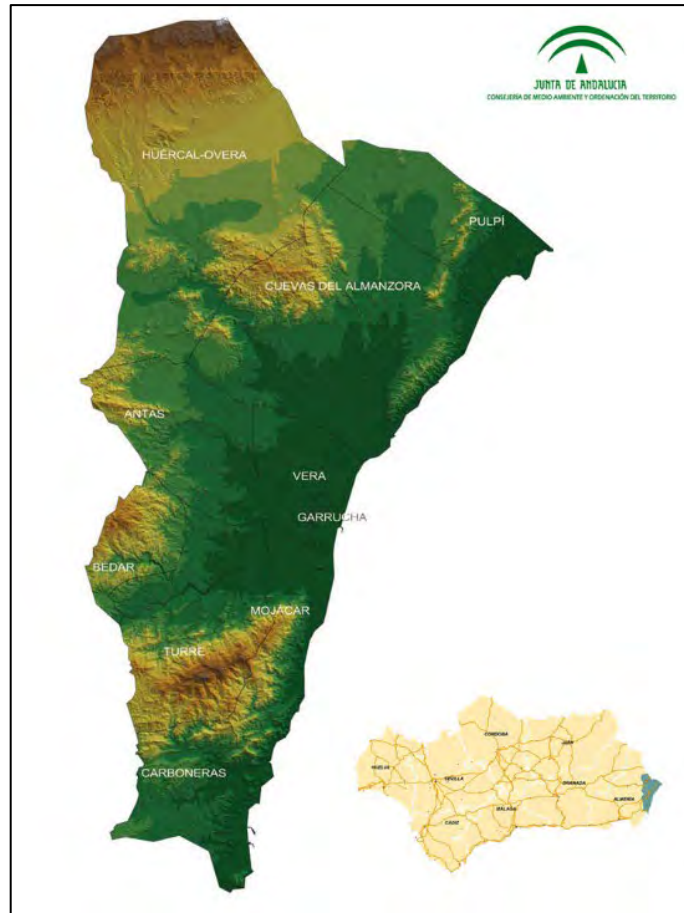 JUNTA DE ANDALUCIA
CONSEJERÍA DE MEDIO AMBIENTE Y ORDENACIÓN DEL TERRITORIO
HUÉRCAL-OVERA
PULPÍ
CUEVAS DEL ALMANZORA
ANTAS
VERA
GARRUCHA
BEDAR
MOJÁCAR
TURRE
CARBONERAS
CORDOBA
JAEN
HUELVA
SEVILLA
GRANADA
ALMERIA
MALAGA
CADIZ